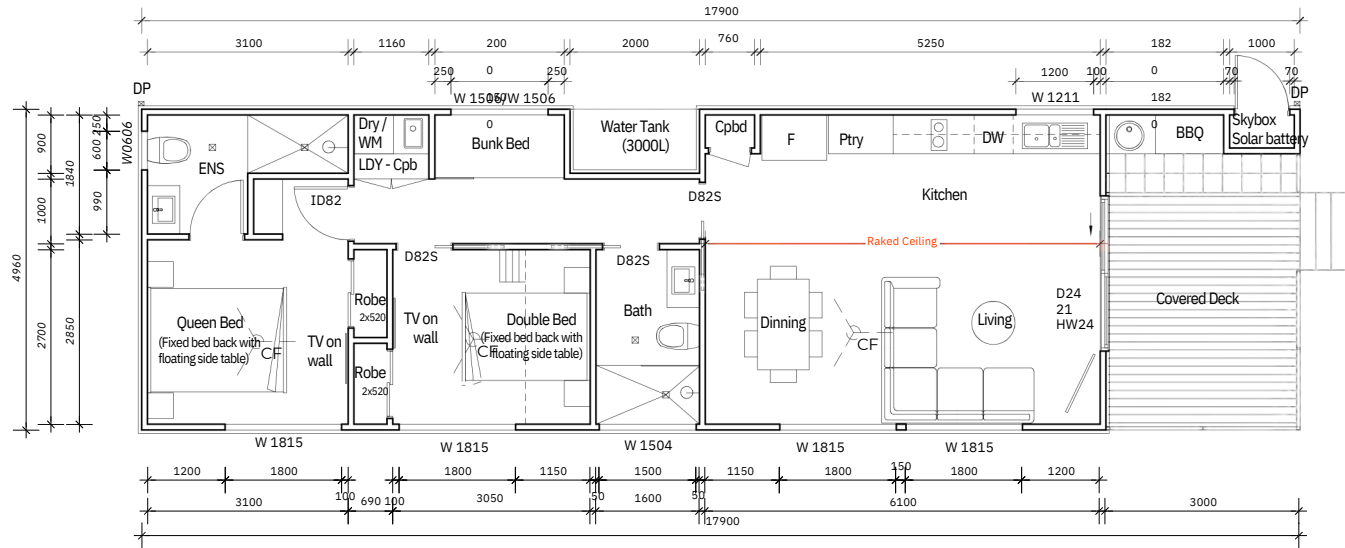 17900
3100
1160
200
2000
760
5250
182
1000
250
0
250
1200
100
0
70
70
DP
W 1506/W 1506
W 1211
182
DP
150
0
0
W0606
250
600
990
900
1840
1000
4960
2700
2850
ENS
Dry /
WM
LDY - Cpb
Bunk Bed
Water Tank
(3000L)
Cpbd
F
Ptry
DW
BBQ
Skybox
Solar battery
ID82
D82S
Kitchen
Raked Ceiling
D82S
D82S
Robe
2x520
Queen Bed
(Fixed bed back with
floating side table)
CF
TV on
wall
TV on
wall
Double Bed
(Fixed bed back with
floating side table)
CF
Bath
Dinning
CF
Living
D24
21
HW24
Covered Deck
Robe
2x520
W 1815
W 1815
W 1504
W 1815
W 1815
1200
1800
1800
1150
1500
1150
1800
150
1800
1200
3100
100
690
100
3050
50
1600
50
6100
3000
17900